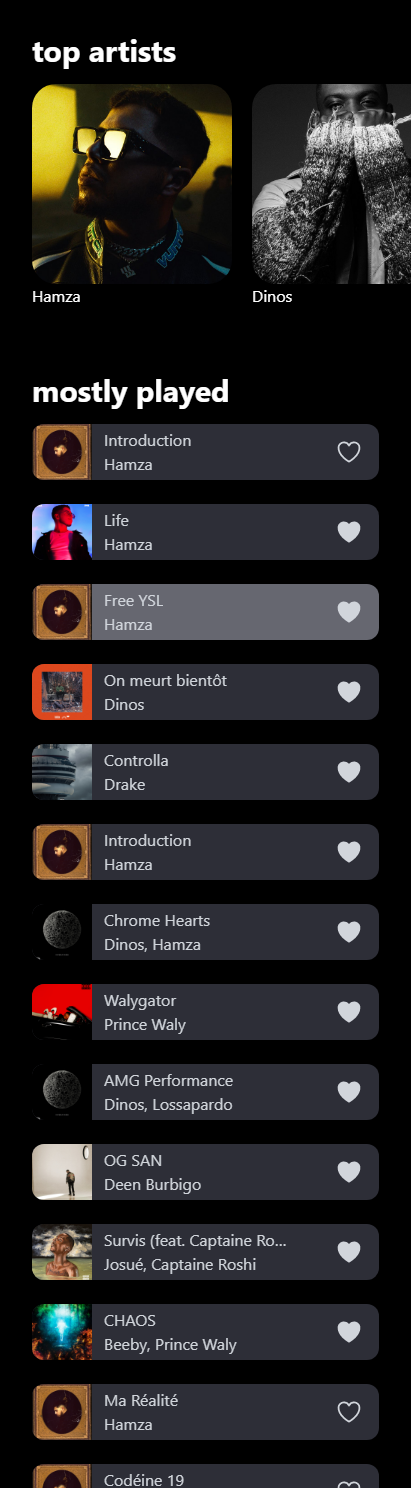 top artists
Hamza
Dinos
mostly played
Introduction
Hamza
Life
Hamza
Free YSL
Hamza
On meurt bientôt
Dinos
Controlla
Drake
Introduction
Hamza
Chrome Hearts
Dinos, Hamza
Walygator
Prince Waly
AMG Performance
Dinos, Lossapardo
OG SAN
Deen Burbigo
Survis (feat. Captaine Ro...
Josué, Captaine Roshi
CHAOS
Beeby, Prince Waly
Ma Réalité
Hamza
Codéine 19